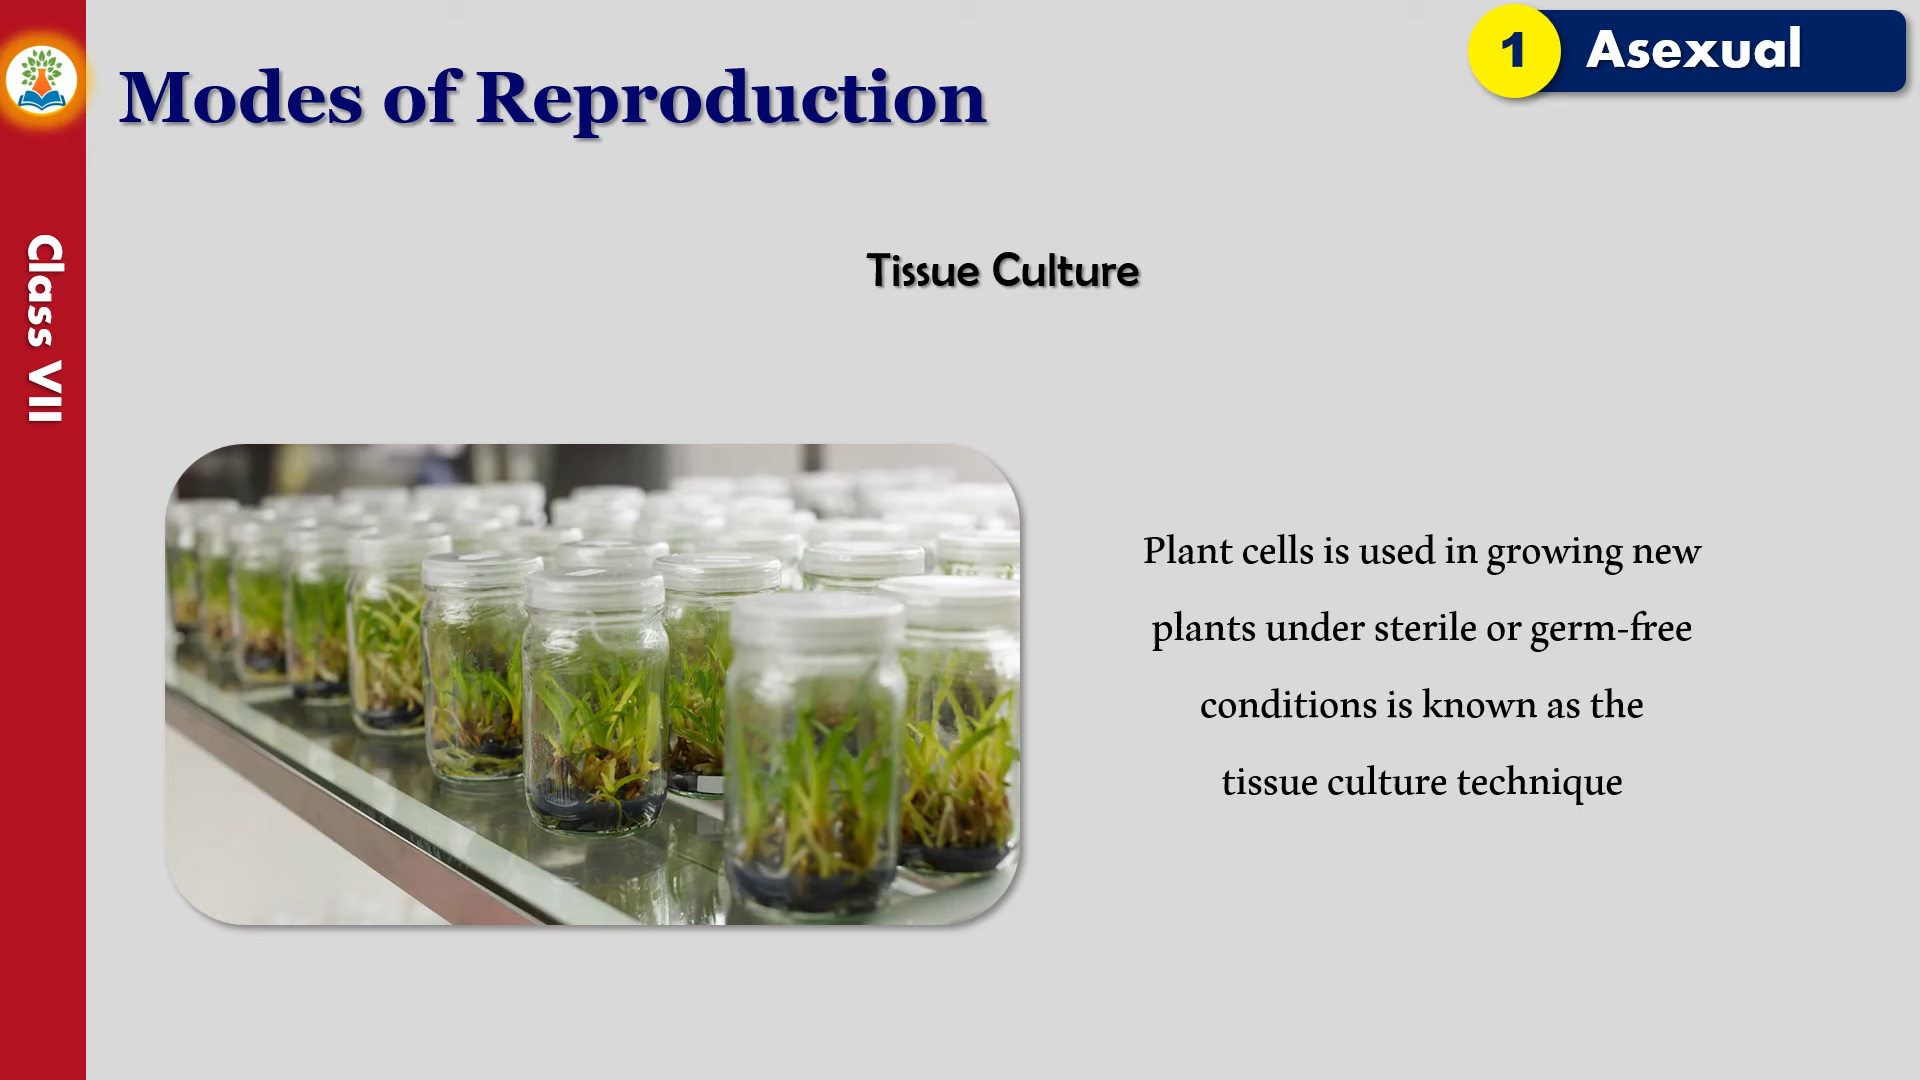 1 Asexual
Modes of Reproduction
Class VII
Tissue Culture
Plant cells is used in growing new
plants under sterile or germ-free
conditions is known as the
tissue culture technique